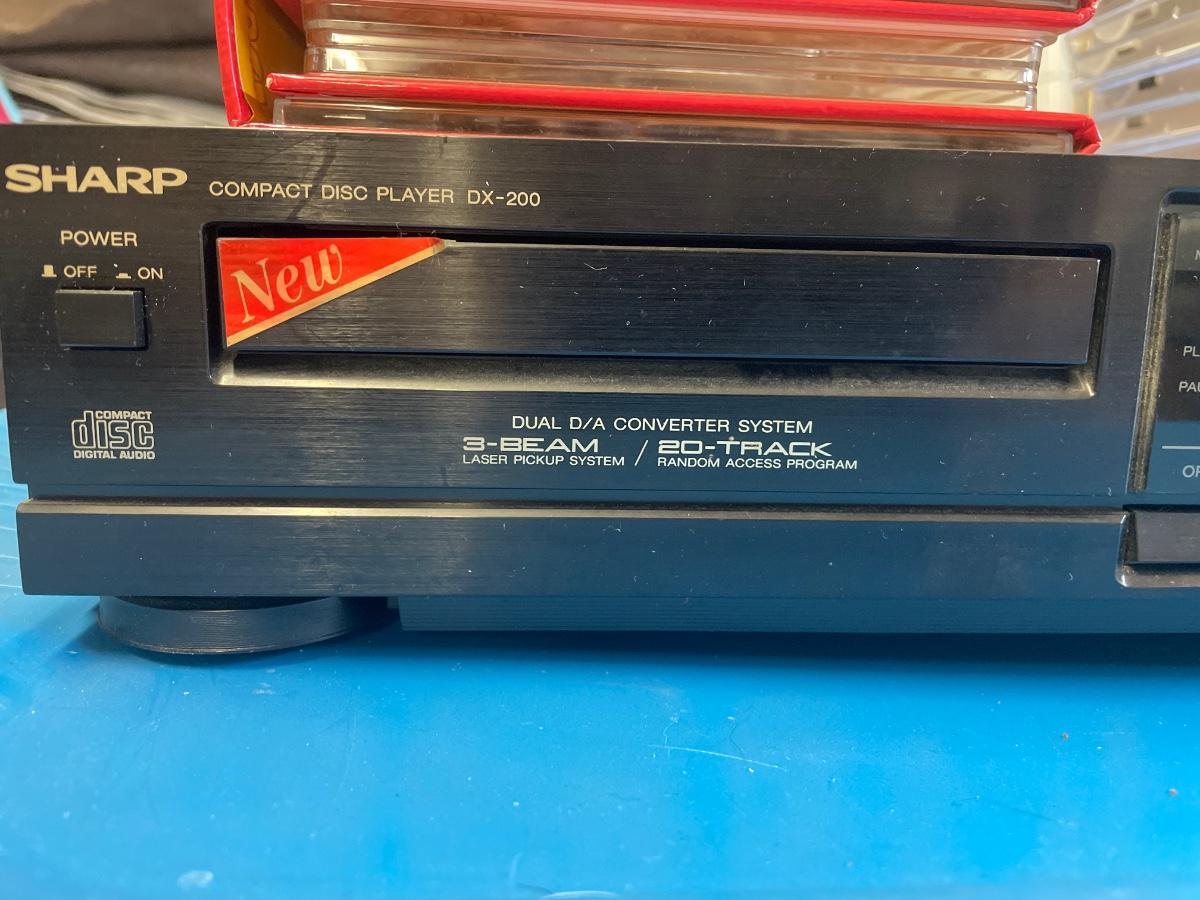 SHARP COMPACT DISC PLAYER DX-200
POWER
OFF ON
New
COMPACT
disc
DIGITAL AUDIO
DUAL D/A CONVERTER SYSTEM
3-BEAM / 20-TRACK
LASER PICKUP SYSTEM / RANDOM ACCESS PROGRAM